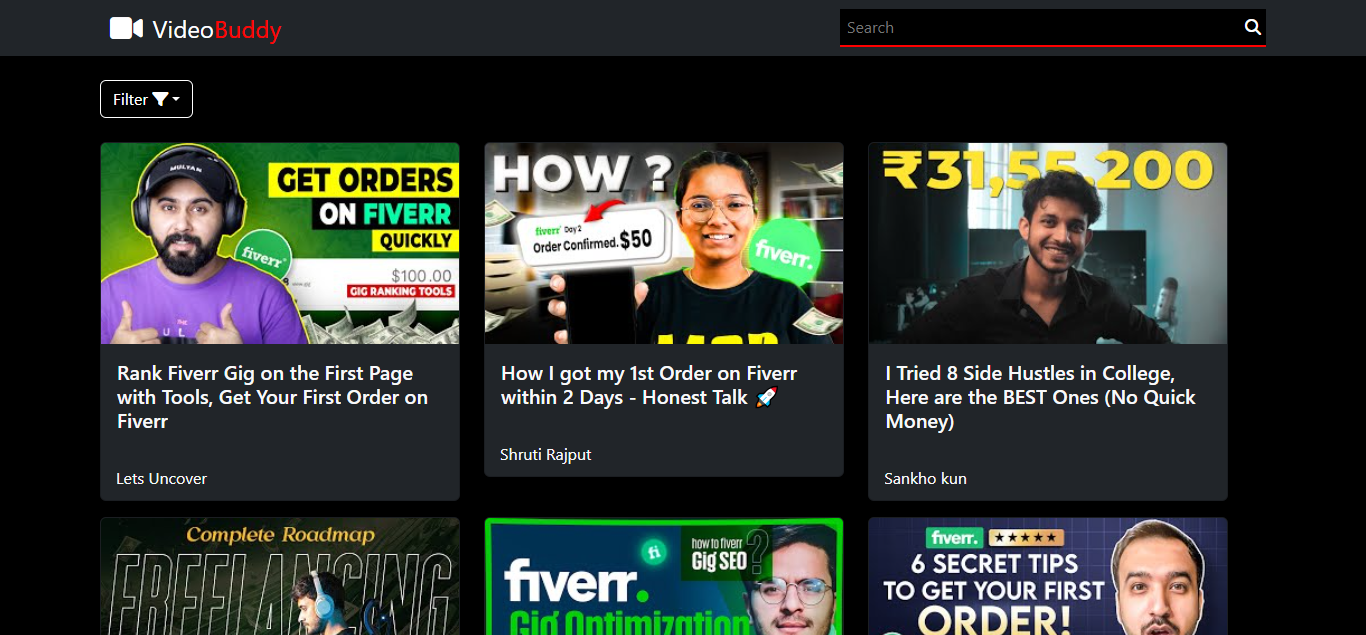 VideoBuddy
Search
Filter
MULTAN
GET ORDERS
ON FIVERR
QUICKLY
fiverr
$100.00
GIG RANKING TOOLS
HOW ?
fiverr Day 2
Order Confirmed. $50
fiverr.
₹31,55,200
Rank Fiverr Gig on the First Page
with Tools, Get Your First Order on
Fiverr
Lets Uncover
How I got my 1st Order on Fiverr
within 2 Days - Honest Talk 🚀
Shruti Rajput
I Tried 8 Side Hustles in College,
Here are the BEST Ones (No Quick
Money)
Sankho kun
Complete Roadmap
FREELANCING
fi
how to fiverr
Gig SEO ?
fiverr.
Gig Optimization
fiverr. ★★★★★
6 SECRET TIPS
TO GET YOUR FIRST
ORDER!